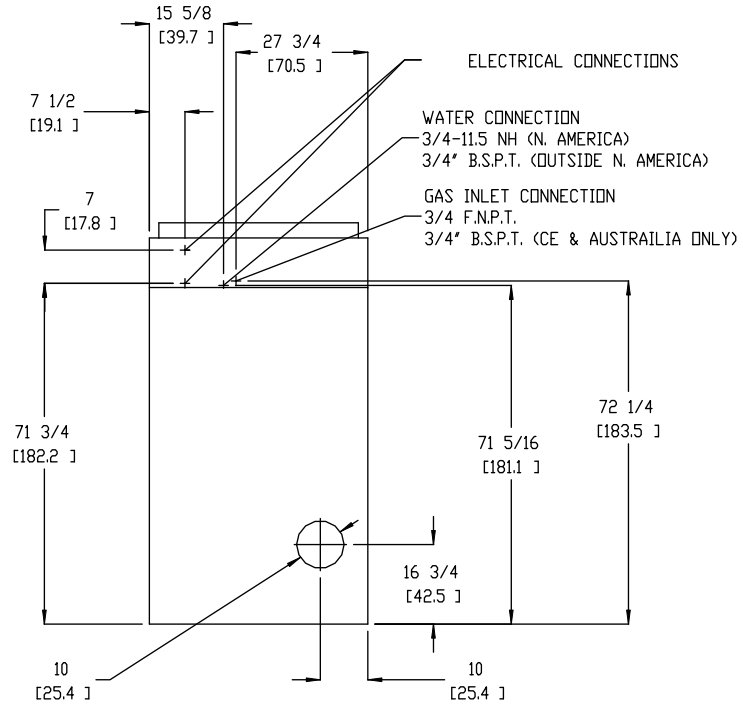 15 5/8
[39.7 ]
27 3/4
[70.5 ]
ELECTRICAL CONNECTIONS
7 1/2
[19.1 ]
WATER CONNECTION
3/4-11.5 NH (N. AMERICA)
3/4" B.S.P.T. (OUTSIDE N. AMERICA)
7
[17.8 ]
GAS INLET CONNECTION
3/4 F.N.P.T.
3/4" B.S.P.T. (CE & AUSTRAILIA ONLY)
71 3/4
[182.2 ]
72 1/4
[183.5 ]
71 5/16
[181.1 ]
16 3/4
[42.5 ]
10
[25.4 ]
10
[25.4 ]